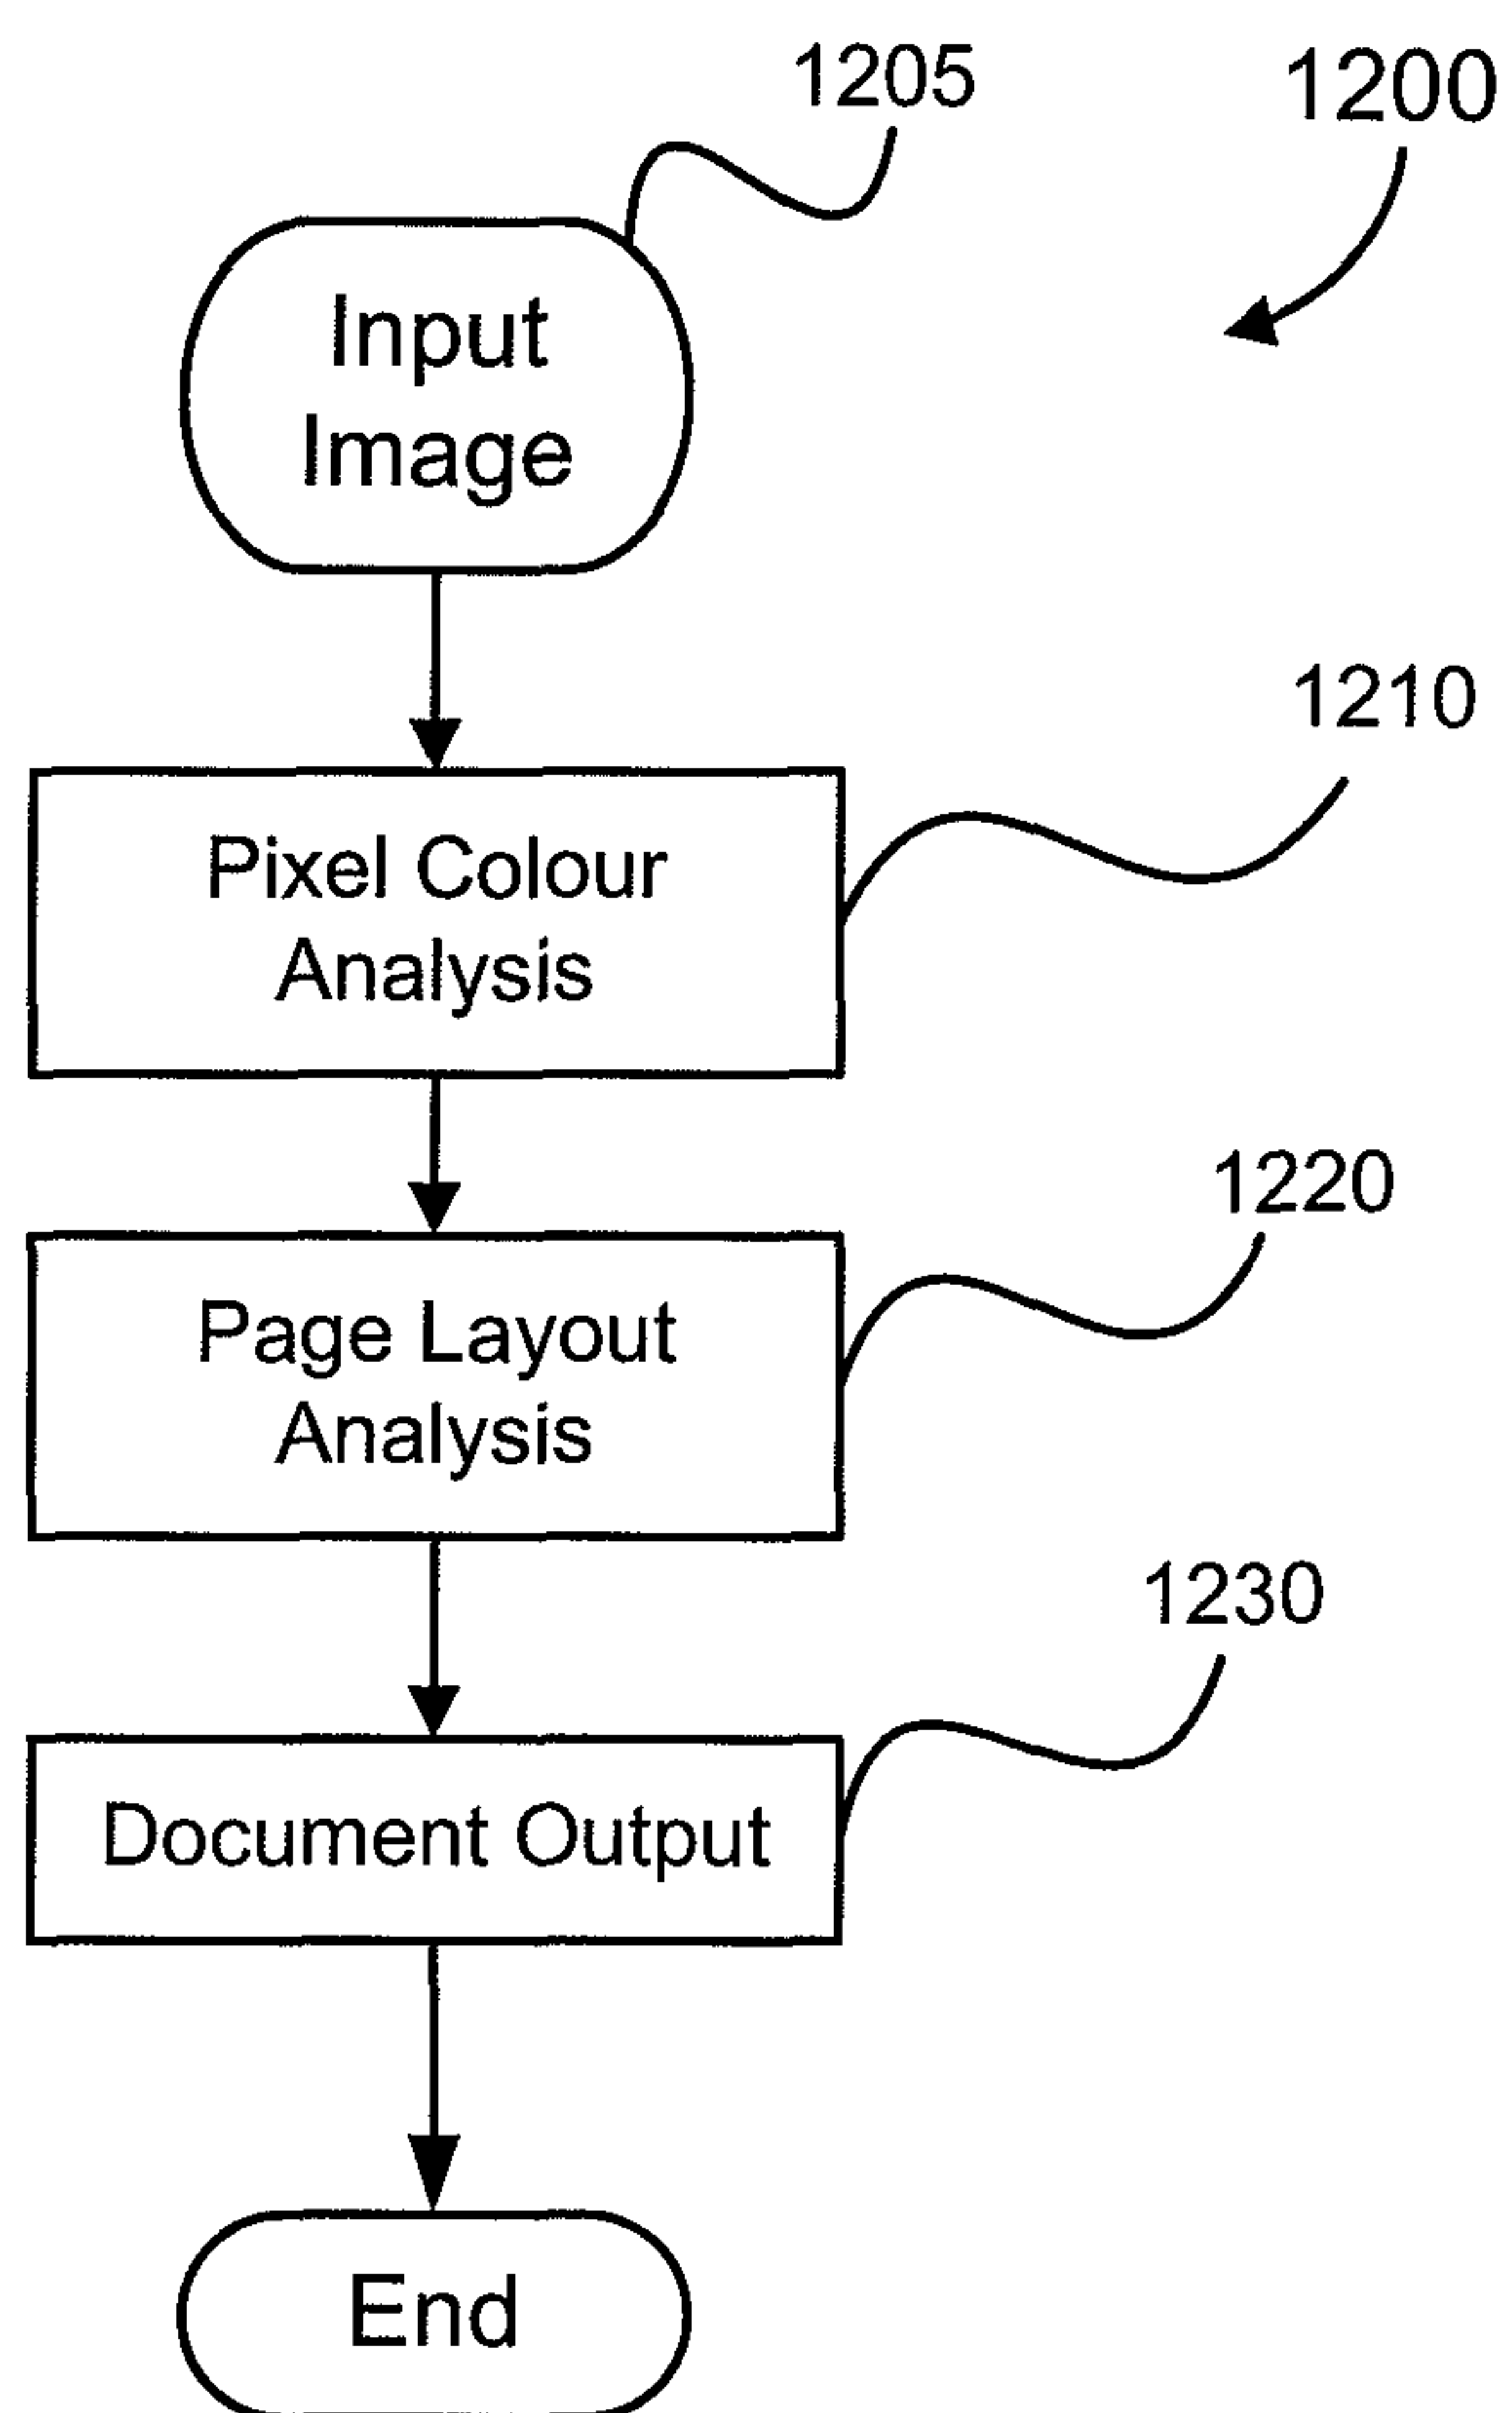 1205
1200
Input
Image
1210
Pixel Colour
Analysis
1220
Page Layout
Analysis
1230
Document Output
End